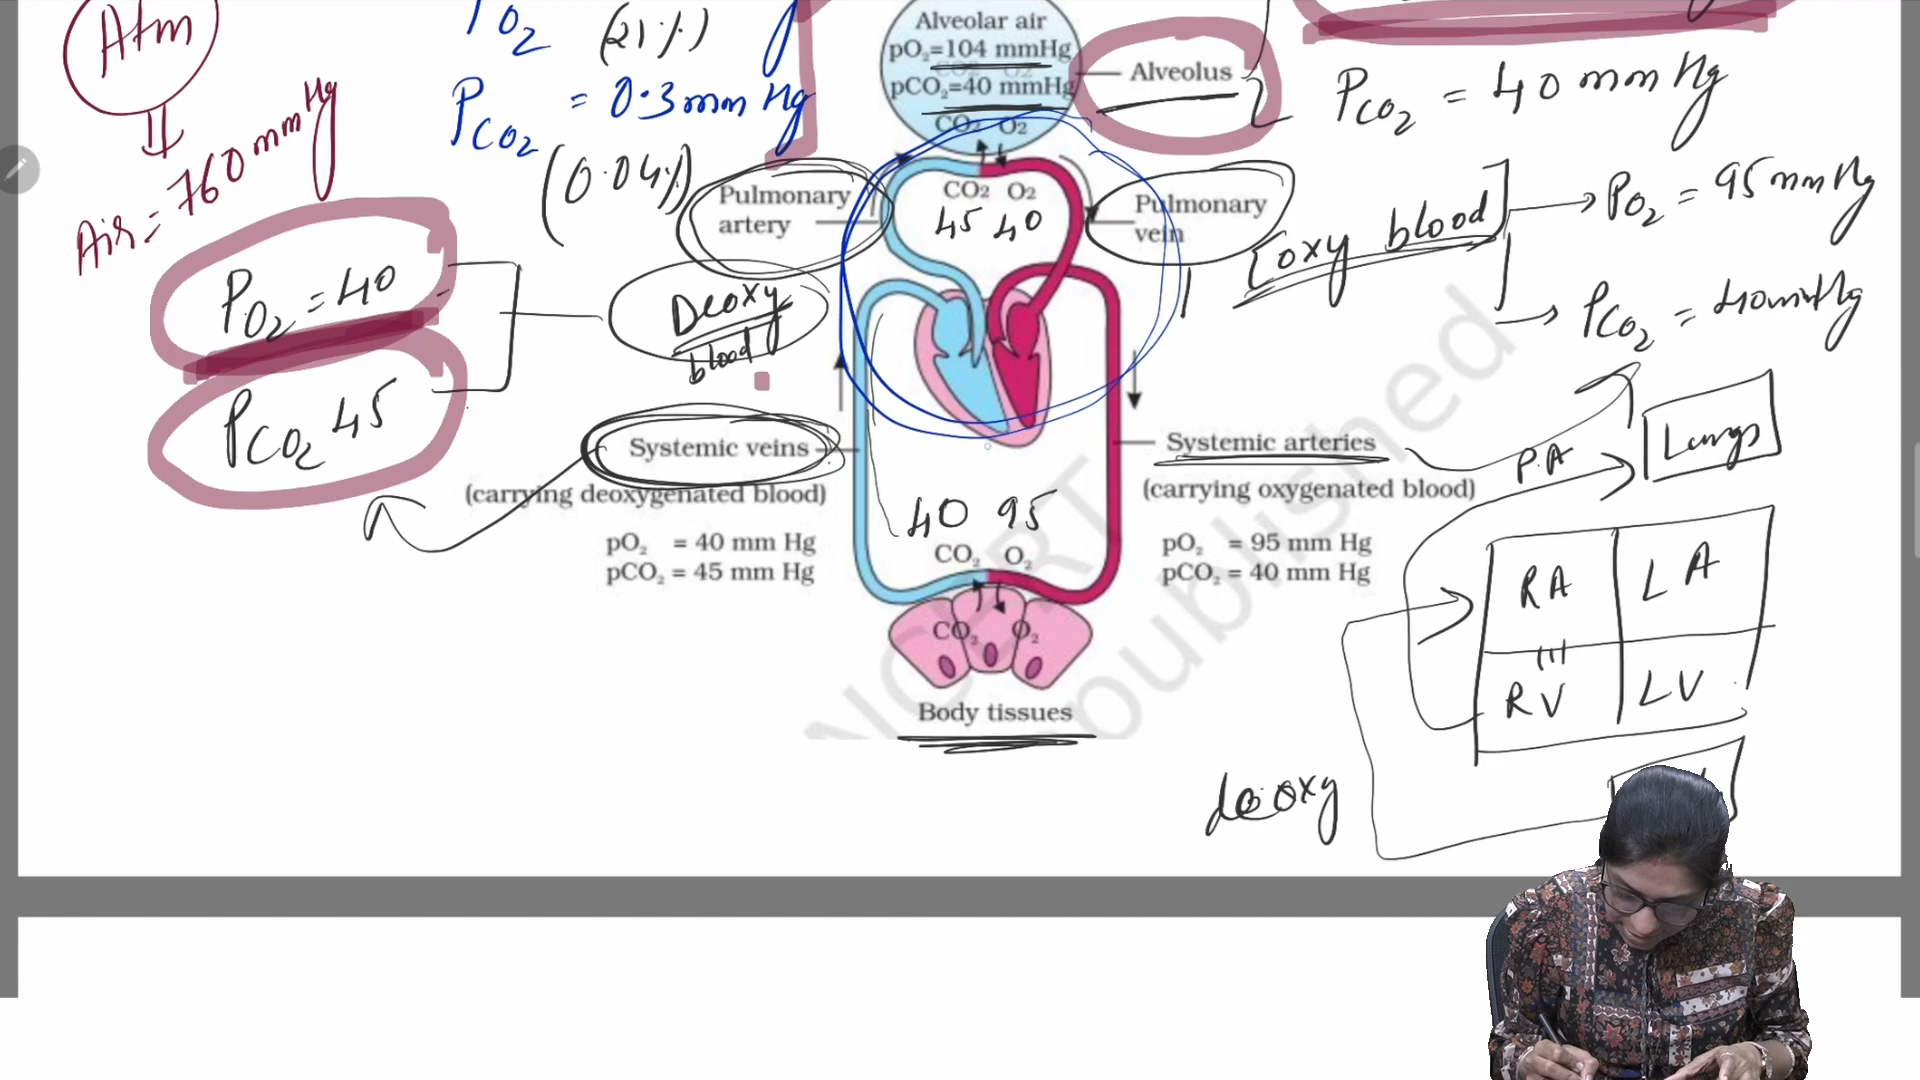 Atm
Air = 760 mm Hg
PO2 (21%)
PCO2 = 0.3 mm Hg
(0.04%)
Alveolar air
pO2=104 mmHg
pCO2=40 mmHg
CO2 O2
Alveolus
PCO2 = 40 mm Hg
Pulmonary
artery
CO2 O2
45 40
Pulmonary
vein
[oxy blood]
PO2 = 95 mm Hg
PCO2 = 40 mm Hg
PO2 = 40
PCO2 45
Deoxy
blood
Systemic veins
(carrying deoxygenated blood)
pO2 = 40 mm Hg
pCO2 = 45 mm Hg
Systemic arteries
(carrying oxygenated blood)
pO2 = 95 mm Hg
pCO2 = 40 mm Hg
40 95
CO2 O2
CO2 O2
Body tissues
P.A
Lungs
RA LA
RV LV
deoxy
NCERT
republished